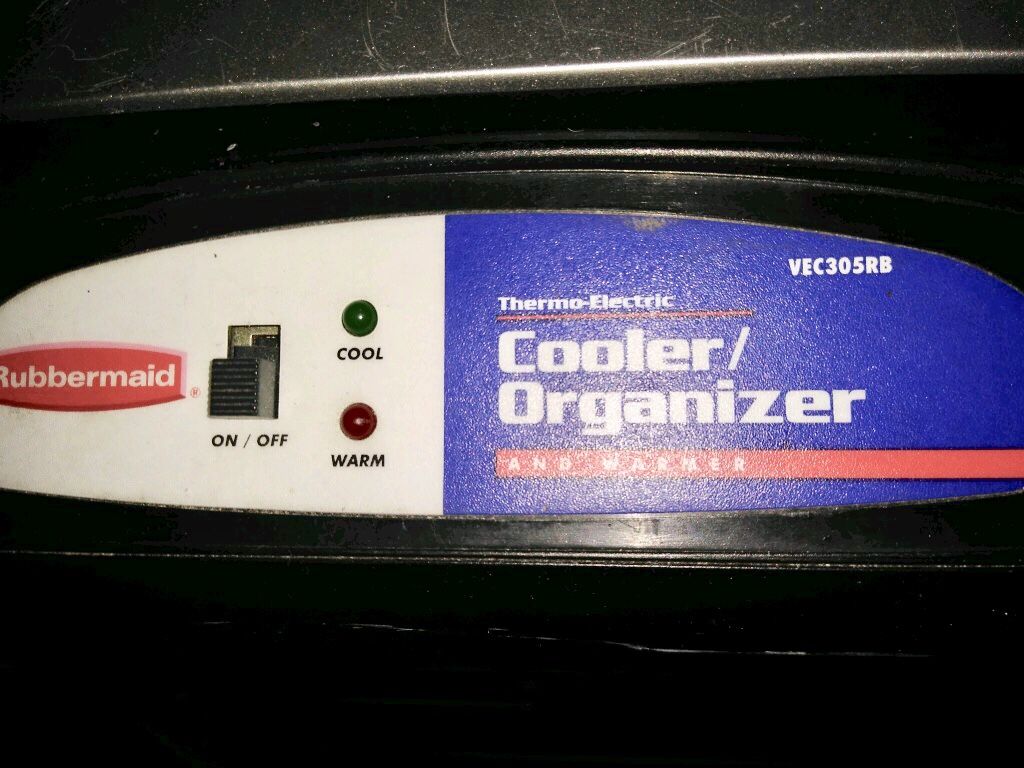 VEC305RB
Rubbermaid®
COOL
ON / OFF
WARM
Thermo-Electric
Cooler/
Organizer
AND WARMER